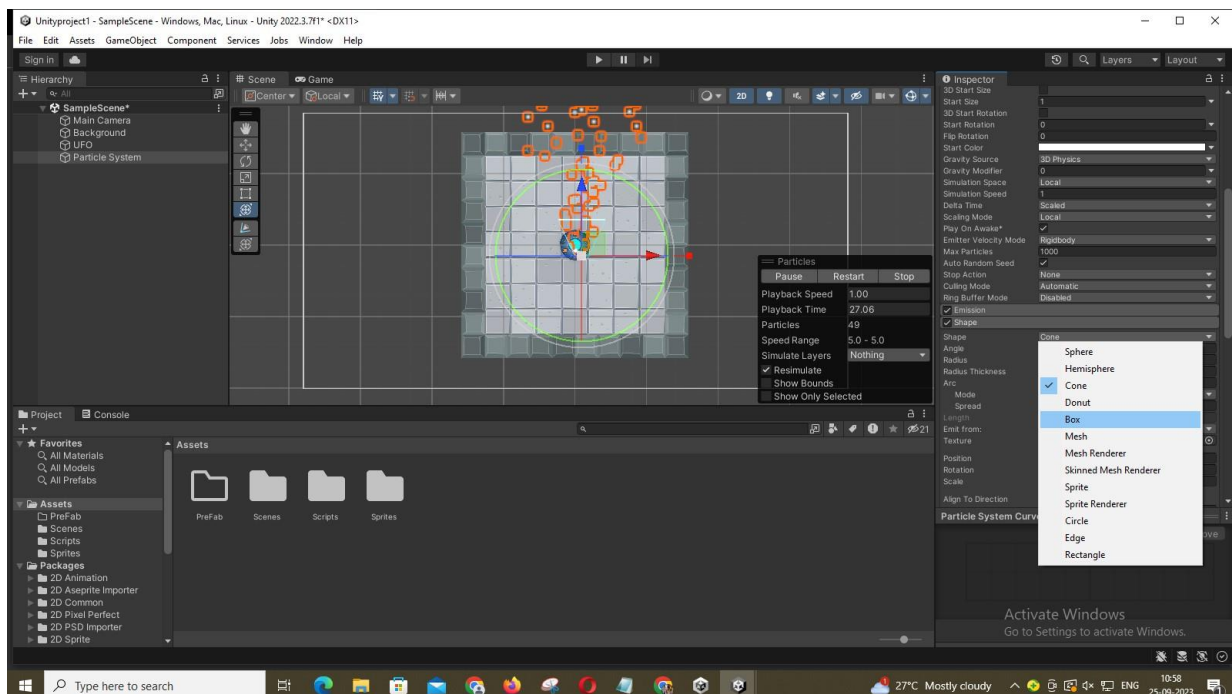 Unityproject1 - SampleScene - Windows, Mac, Linux - Unity 2022.3.7f1* <DX11>
File Edit Assets GameObject Component Services Jobs Window Help
Sign in
Layers
Layout
Hierarchy
All
SampleScene*
Main Camera
Background
UFO
Particle System
Scene
Game
Center
Local
2D
Particles
Pause Restart Stop
Playback Speed 1.00
Playback Time 27.06
Particles 49
Speed Range 5.0 - 5.0
Simulate Layers Nothing
Resimulate
Show Bounds
Show Only Selected
Inspector
3D Start Size
Start Size 1
3D Start Rotation
Start Rotation 0
Flip Rotation 0
Start Color
Gravity Source 3D Physics
Gravity Modifier 0
Simulation Space Local
Simulation Speed 1
Delta Time Scaled
Scaling Mode Local
Play On Awake*
Emitter Velocity Mode Rigidbody
Max Particles 1000
Auto Random Seed
Stop Action None
Culling Mode Automatic
Ring Buffer Mode Disabled
Emission
Shape
Shape Cone
Angle
Radius
Radius Thickness
Arc
Mode
Spread
Length
Emit from:
Texture
Position
Rotation
Scale
Align To Direction
Sphere
Hemisphere
Cone
Donut
Box
Mesh
Mesh Renderer
Skinned Mesh Renderer
Sprite
Sprite Renderer
Circle
Edge
Rectangle
Particle System Curv
Project
Console
21
Favorites
All Materials
All Models
All Prefabs
Assets
PreFab
Scenes
Scripts
Sprites
Packages
2D Animation
2D Aseprite Importer
2D Common
2D Pixel Perfect
2D PSD Importer
2D Sprite
Assets
PreFab Scenes Scripts Sprites
Activate Windows
Go to Settings to activate Windows.
Type here to search
27°C Mostly cloudy
ENG
10:58